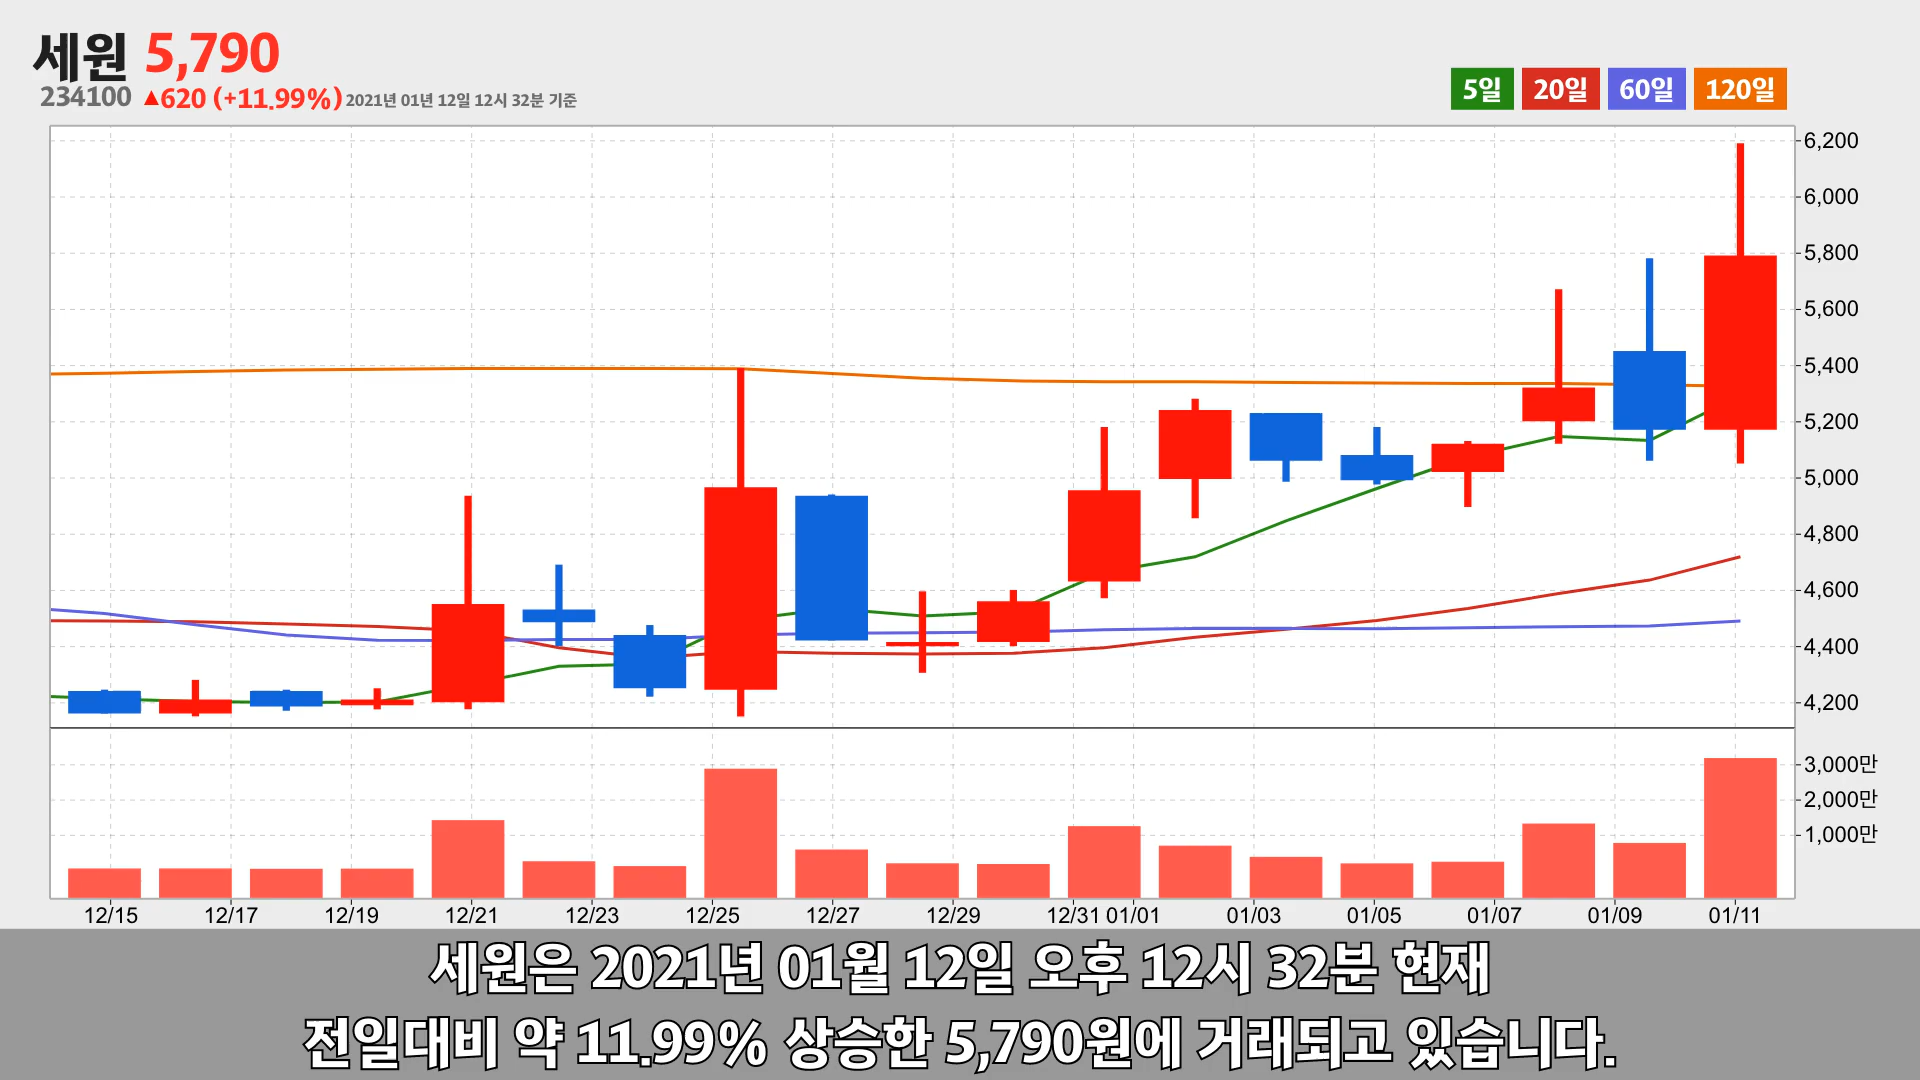 세원 5,790
234100 ▲620 (+11.99%) 2021년 01년 12일 12시 32분 기준
5일 20일 60일 120일
6,200
6,000
5,800
5,600
5,400
5,200
5,000
4,800
4,600
4,400
4,200
3,000만
2,000만
1,000만
12/15 12/17 12/19 12/21 12/23 12/25 12/27 12/29 12/31 01/01 01/03 01/05 01/07 01/09 01/11
세원은 2021년 01월 12일 오후 12시 32분 현재
전일대비 약 11.99% 상승한 5,790원에 거래되고 있습니다.